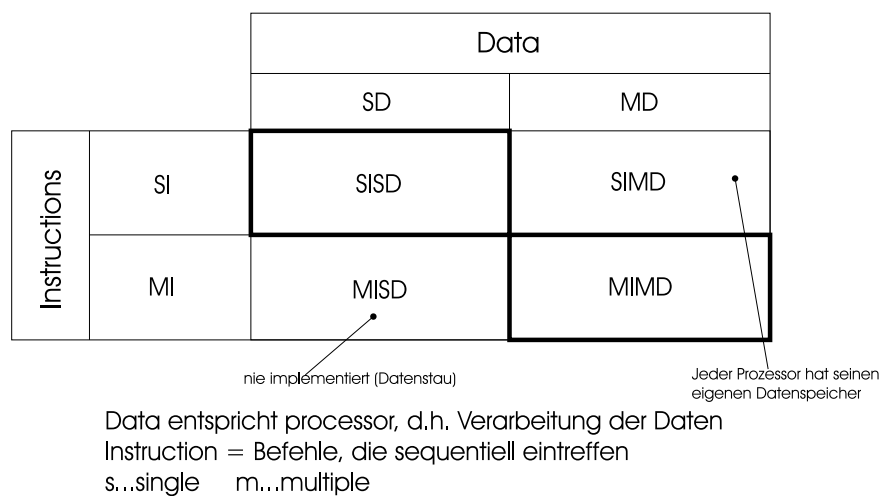 Data
SD MD
Instructions
SI SISD SIMD
MI MISD MIMD
nie implementiert (Datenstau)
Jeder Prozessor hat seinen
eigenen Datenspeicher
Data entspricht processor, d.h. Verarbeitung der Daten
Instruction = Befehle, die sequentiell eintreffen
s...single m...multiple